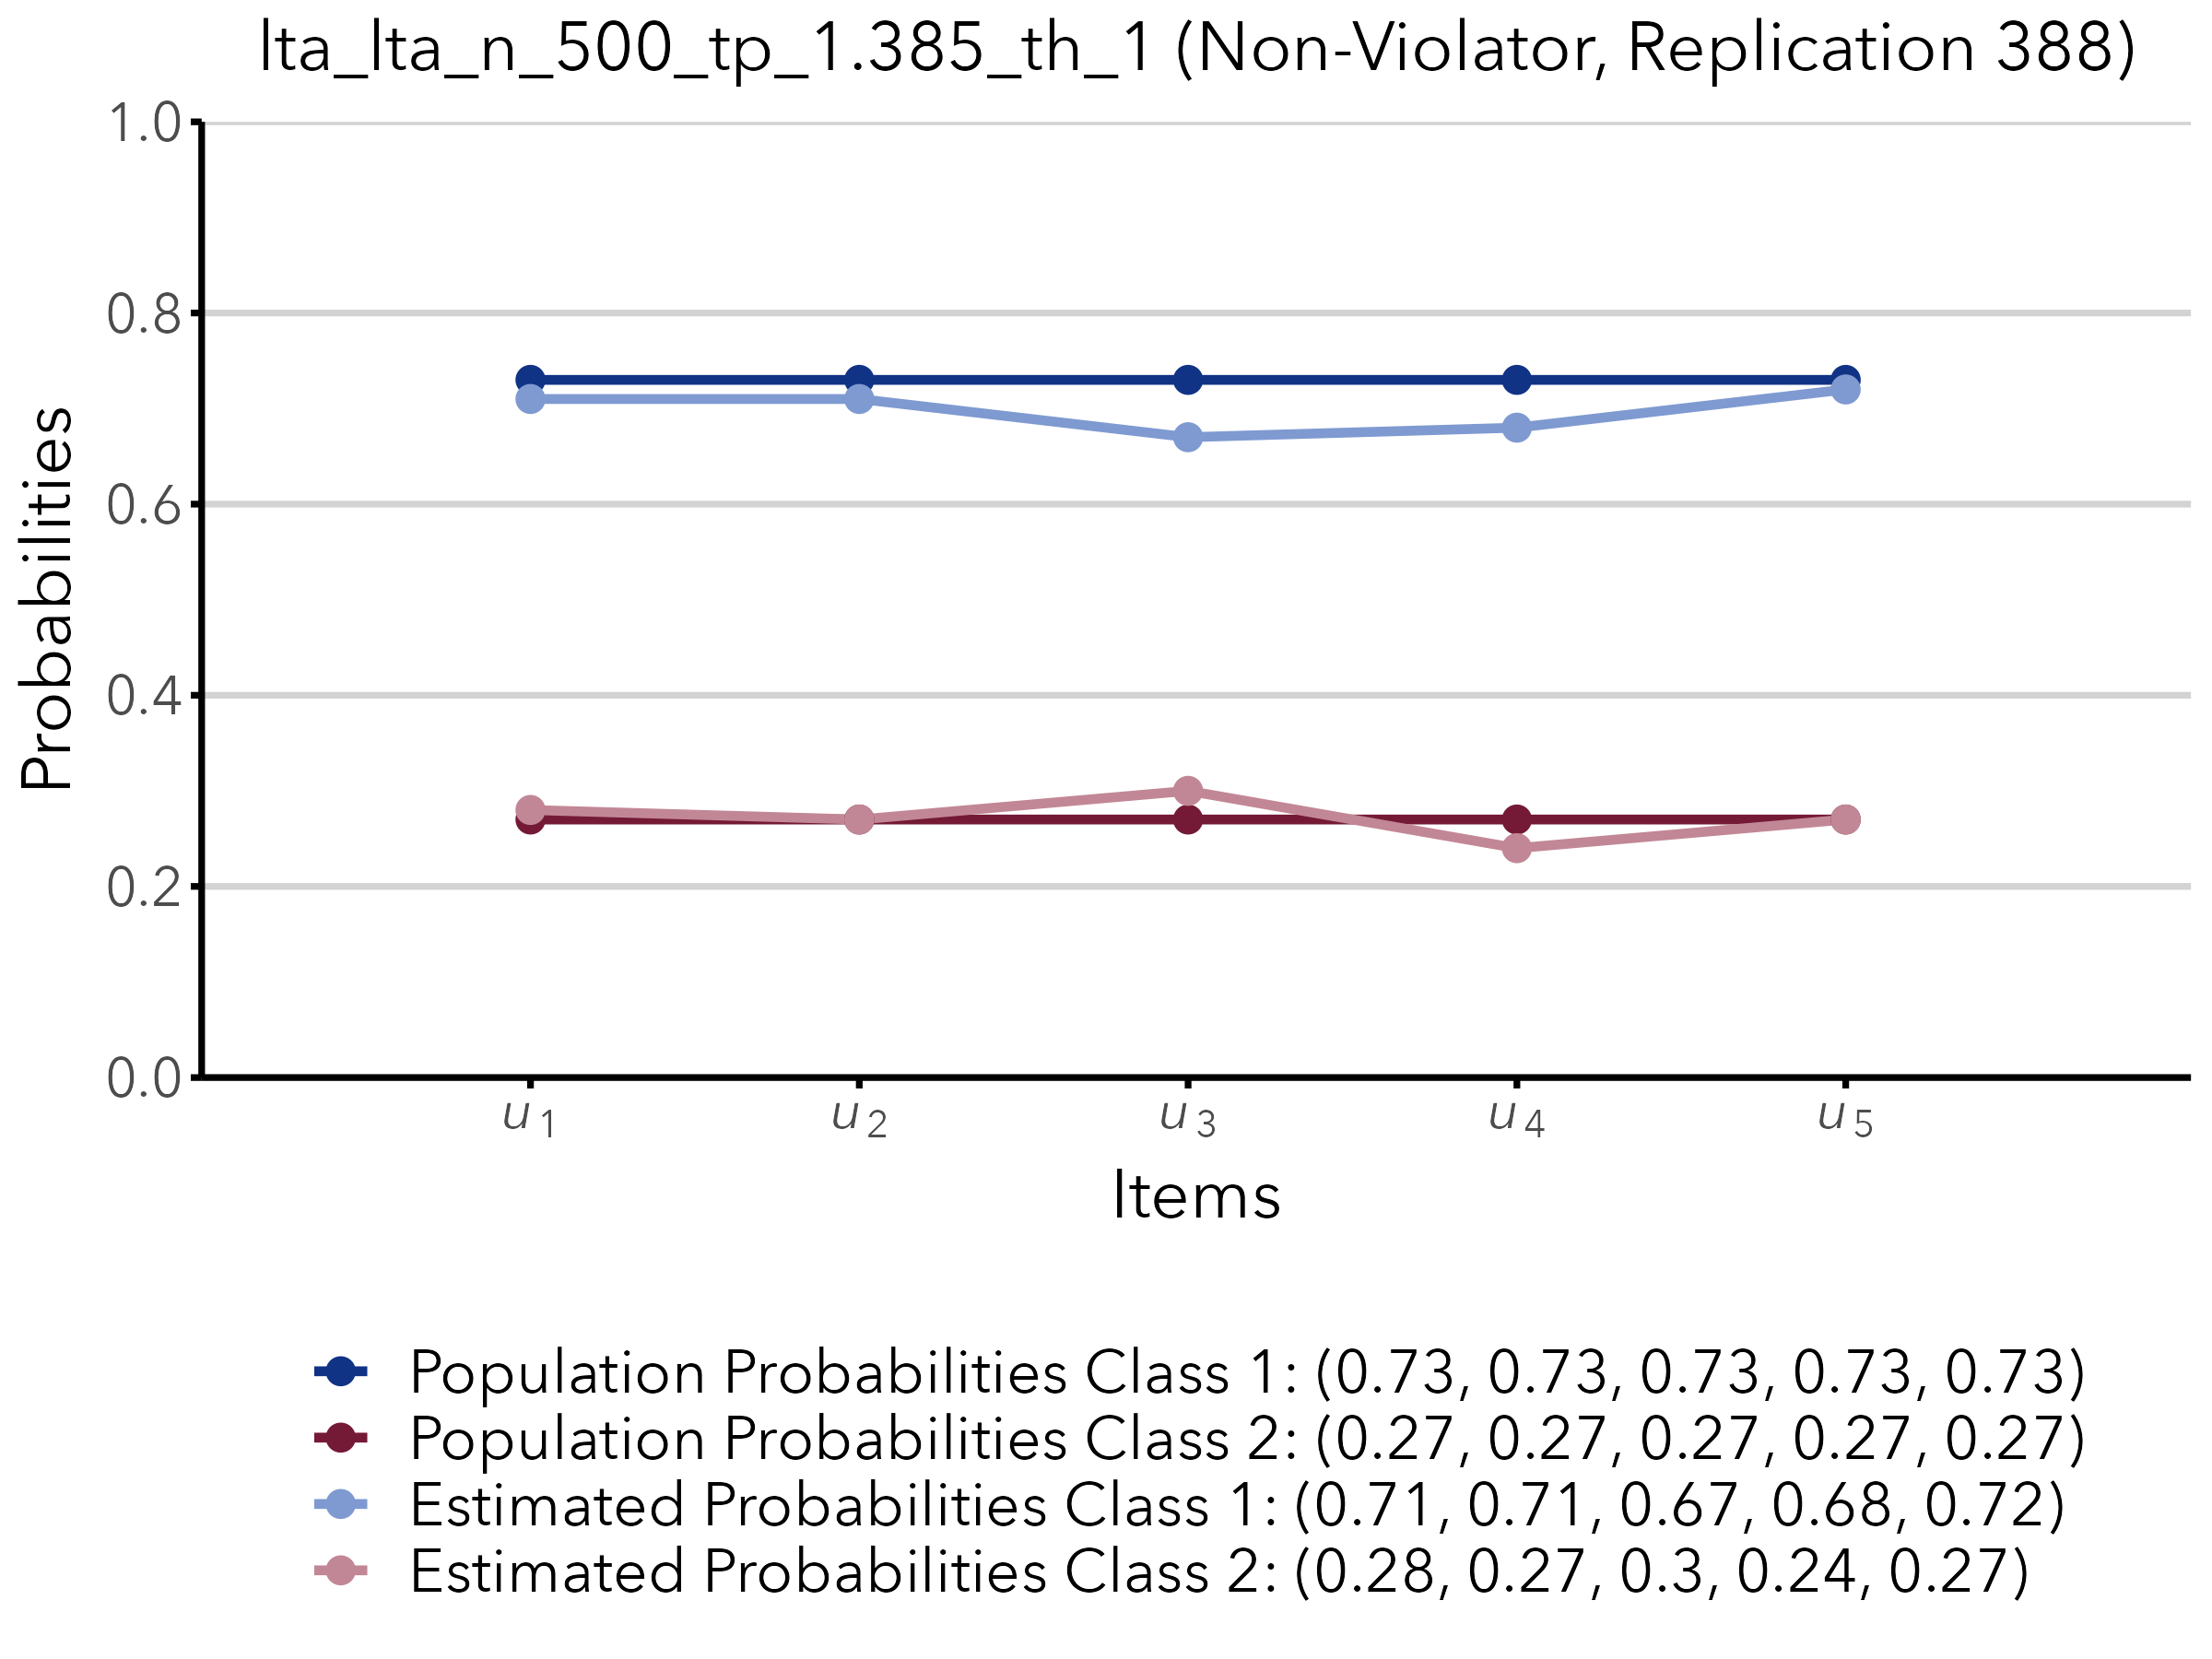 lta_lta_n_500_tp_1.385_th_1 (Non-Violator, Replication 388)
1.0
0.8
0.6
0.4
0.2
0.0
Probabilities
u1
u2
u3
u4
u5
Items
Population Probabilities Class 1: (0.73, 0.73, 0.73, 0.73, 0.73)
Population Probabilities Class 2: (0.27, 0.27, 0.27, 0.27, 0.27)
Estimated Probabilities Class 1: (0.71, 0.71, 0.67, 0.68, 0.72)
Estimated Probabilities Class 2: (0.28, 0.27, 0.3, 0.24, 0.27)